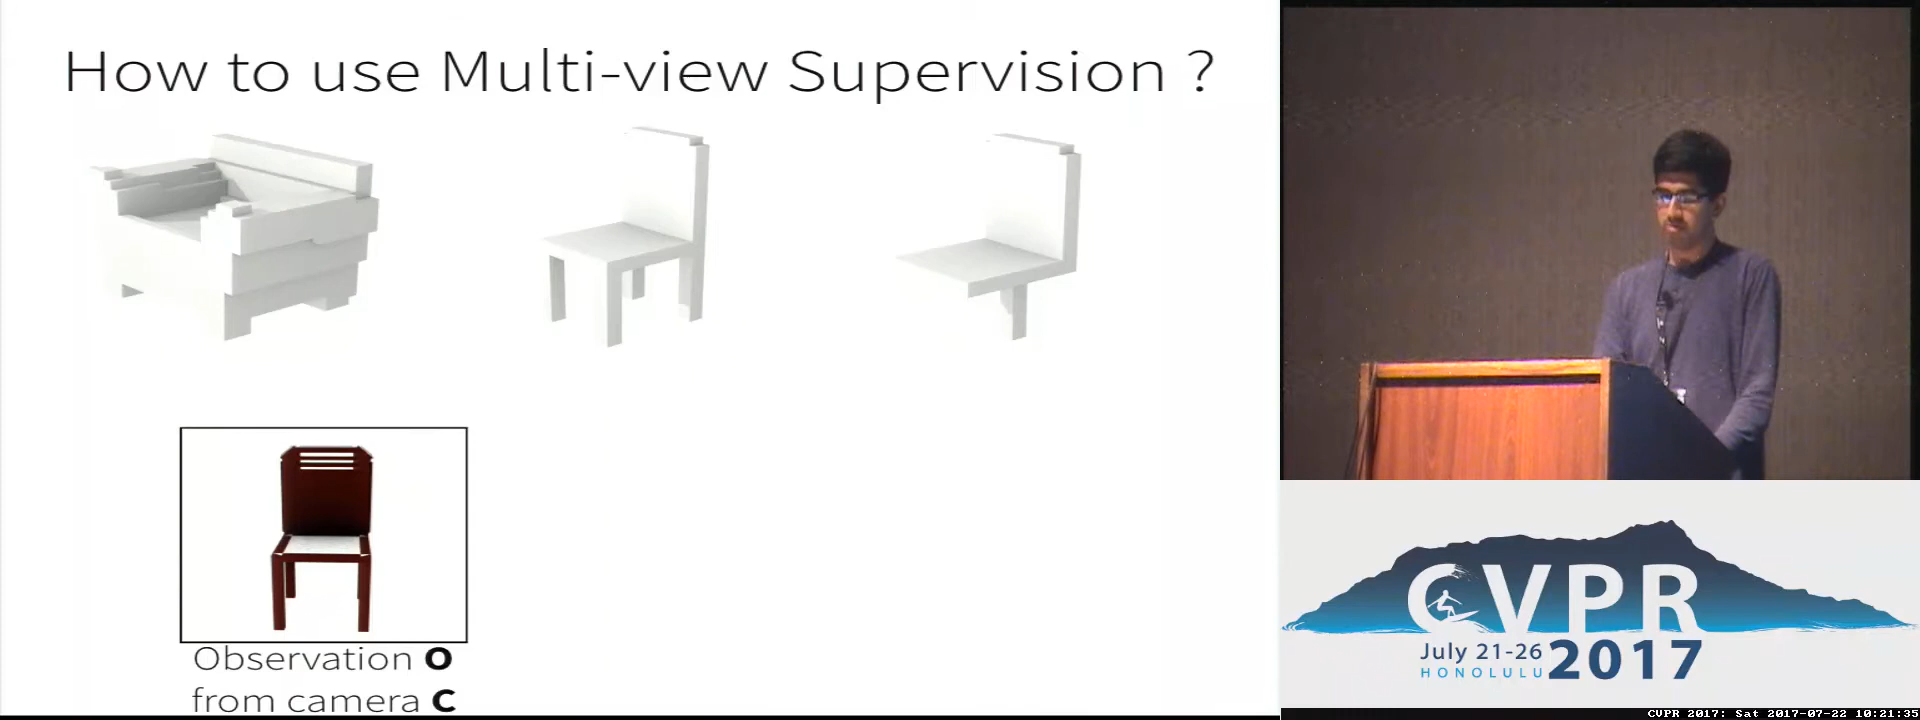 How to use Multi-view Supervision ?
Observation O
from camera C
CVPR
July 21-26
HONOLULU
2017
CVPR 2017: Sat 2017-07-22 10:21:35